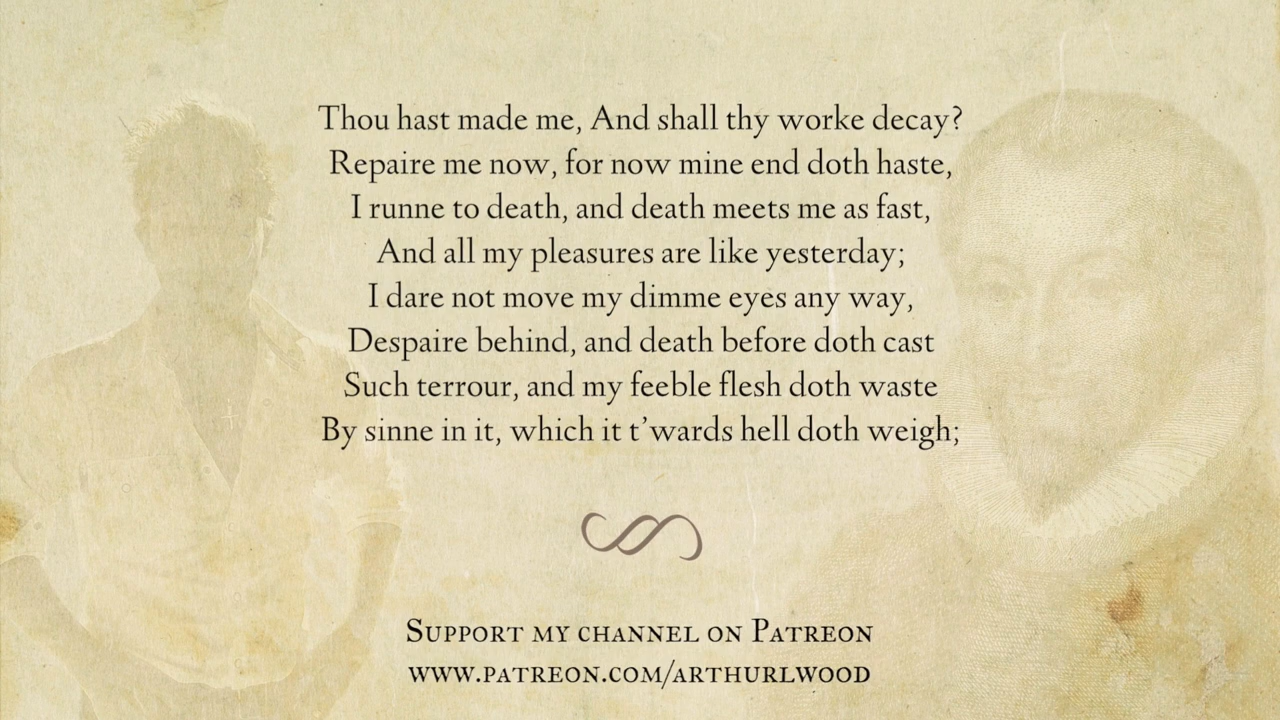 Thou hast made me, And shall thy worke decay?
Repaire me now, for now mine end doth haste,
I runne to death, and death meets me as fast,
And all my pleasures are like yesterday;
I dare not move my dimme eyes any way,
Despaire behind, and death before doth cast
Such terrour, and my feeble flesh doth waste
By sinne in it, which it t’wards hell doth weigh;
Support my channel on Patreon
www.patreon.com/arthurlwood